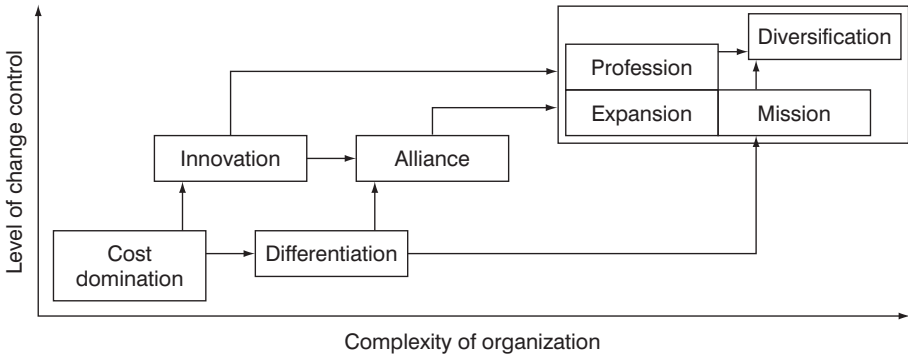 Level of change control
Diversification
Profession
Expansion
Mission
Innovation
Alliance
Cost
domination
Differentiation
Complexity of organization